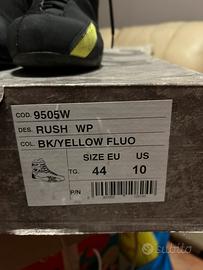 COD. 9505W
DES. RUSH WP
COL. BK/YELLOW FLUO
SIZE EU US
TG. 44 10
P/N
subito